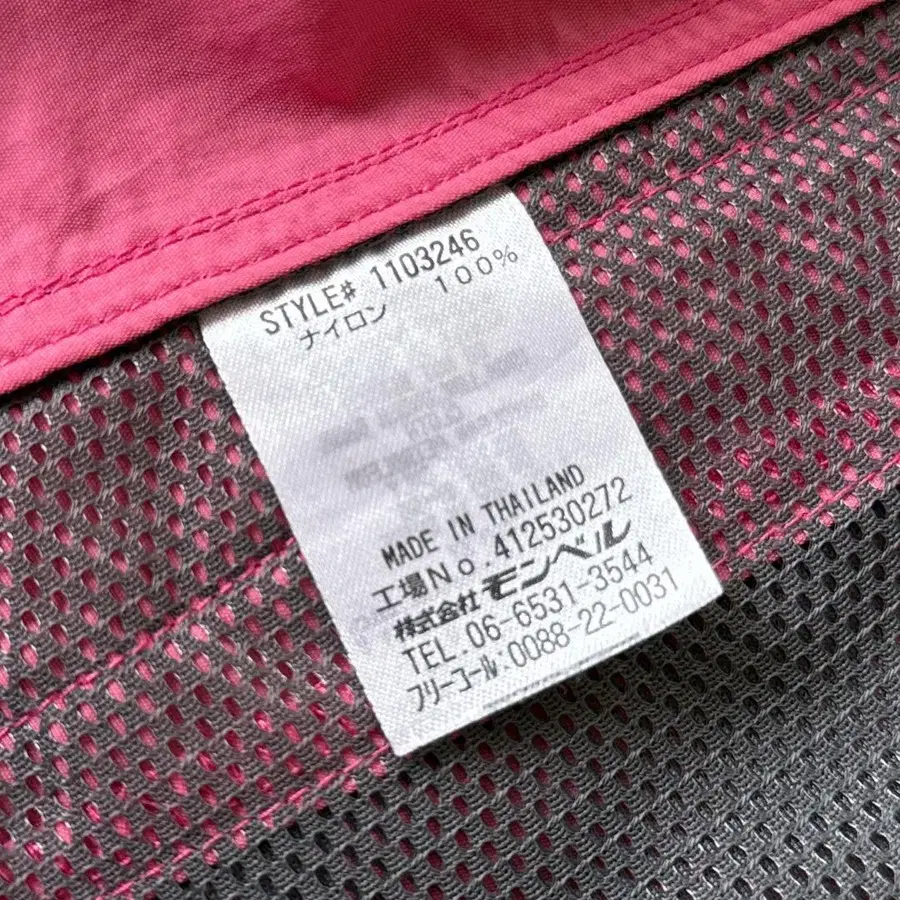 STYLE# 1103246
ナイロン 100%
MADE IN THAILAND
工場No.412530272
株式会社 モンベル
TEL.06-6531-3544
フリーコール:0088-22-0031